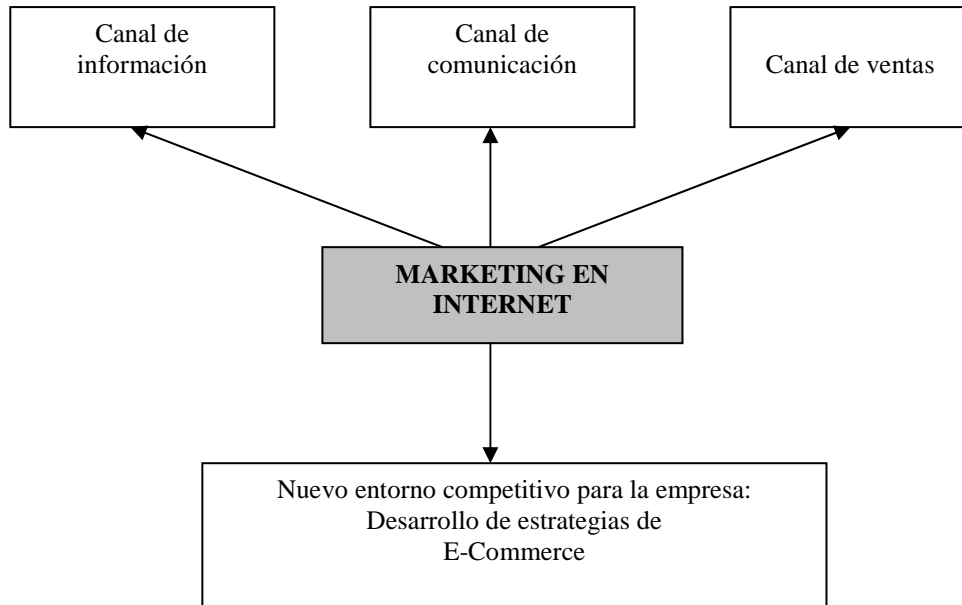 Canal de
información
Canal de
comunicación
Canal de ventas
MARKETING EN
INTERNET
Nuevo entorno competitivo para la empresa:
Desarrollo de estrategias de
E-Commerce